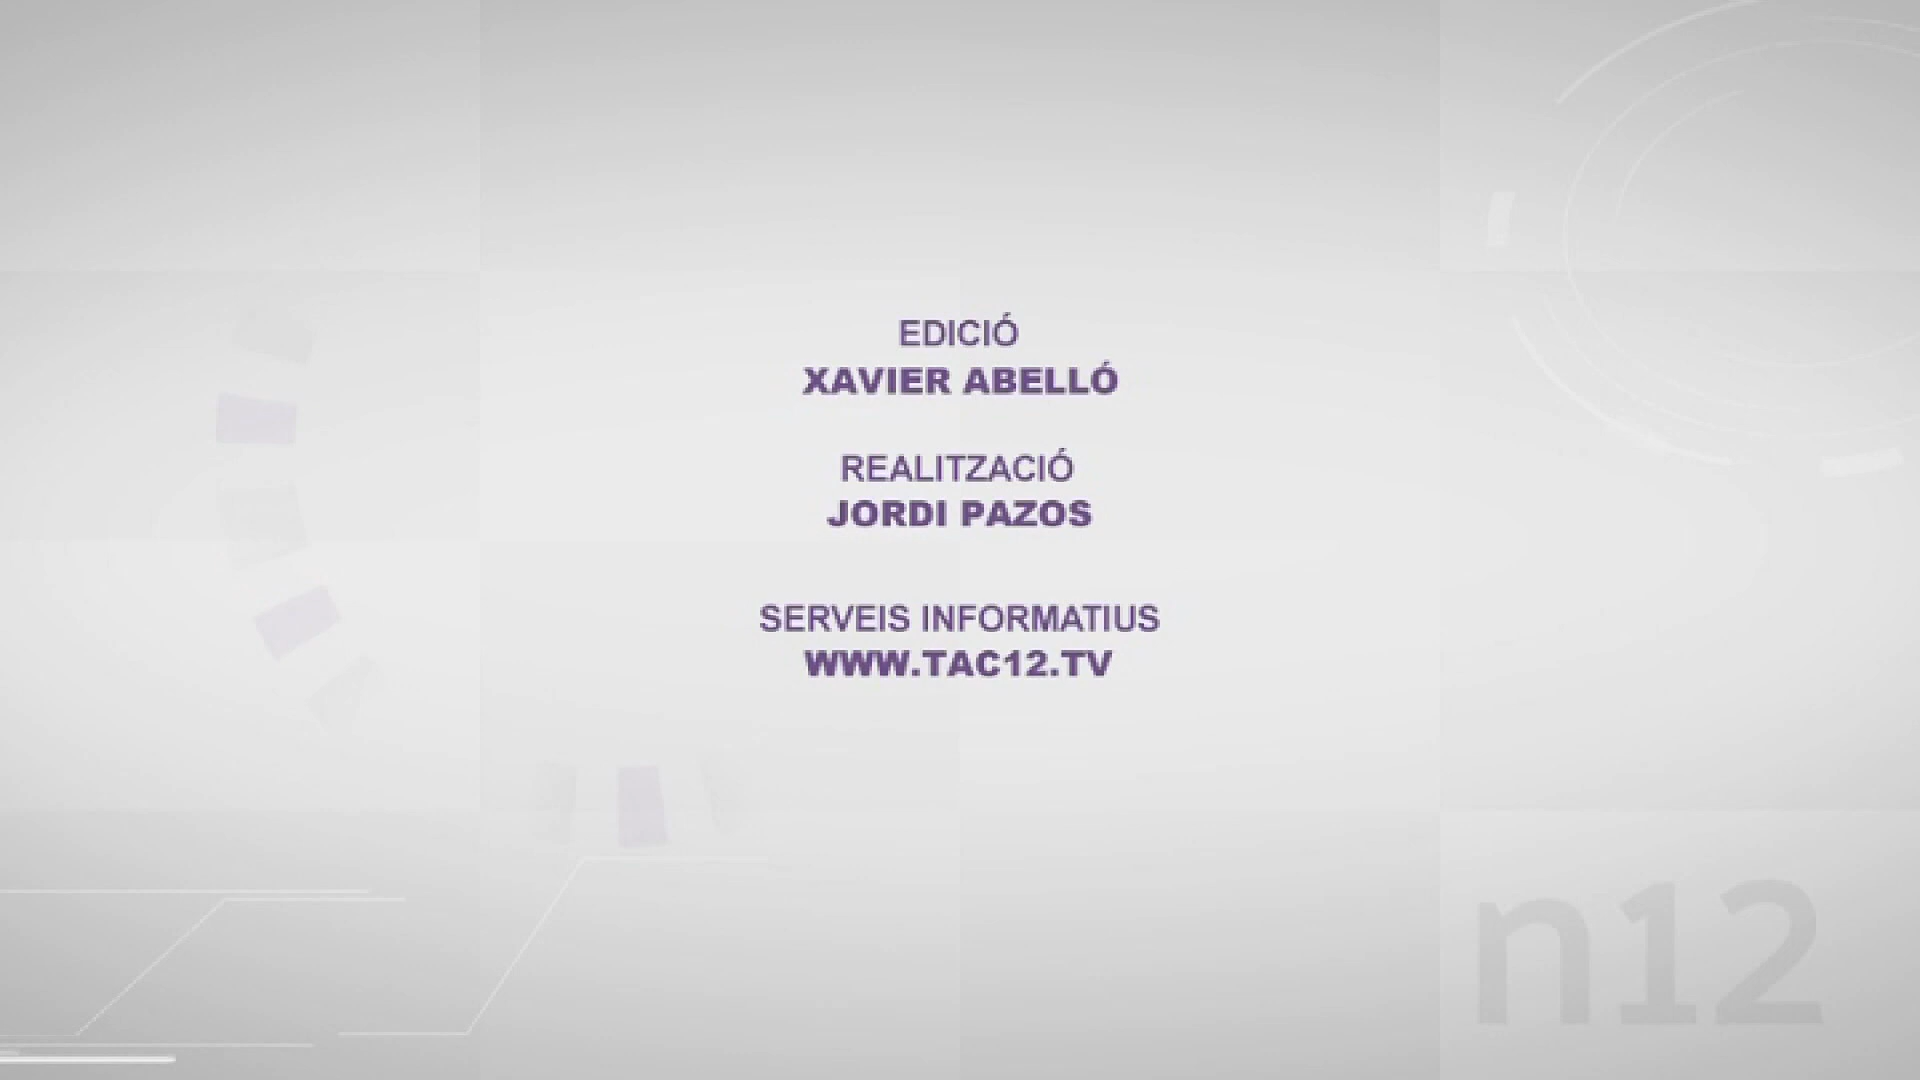 EDICIÓ
XAVIER ABELLÓ
REALITZACIÓ
JORDI PAZOS
SERVEIS INFORMATIUS
WWW.TAC12.TV
n12